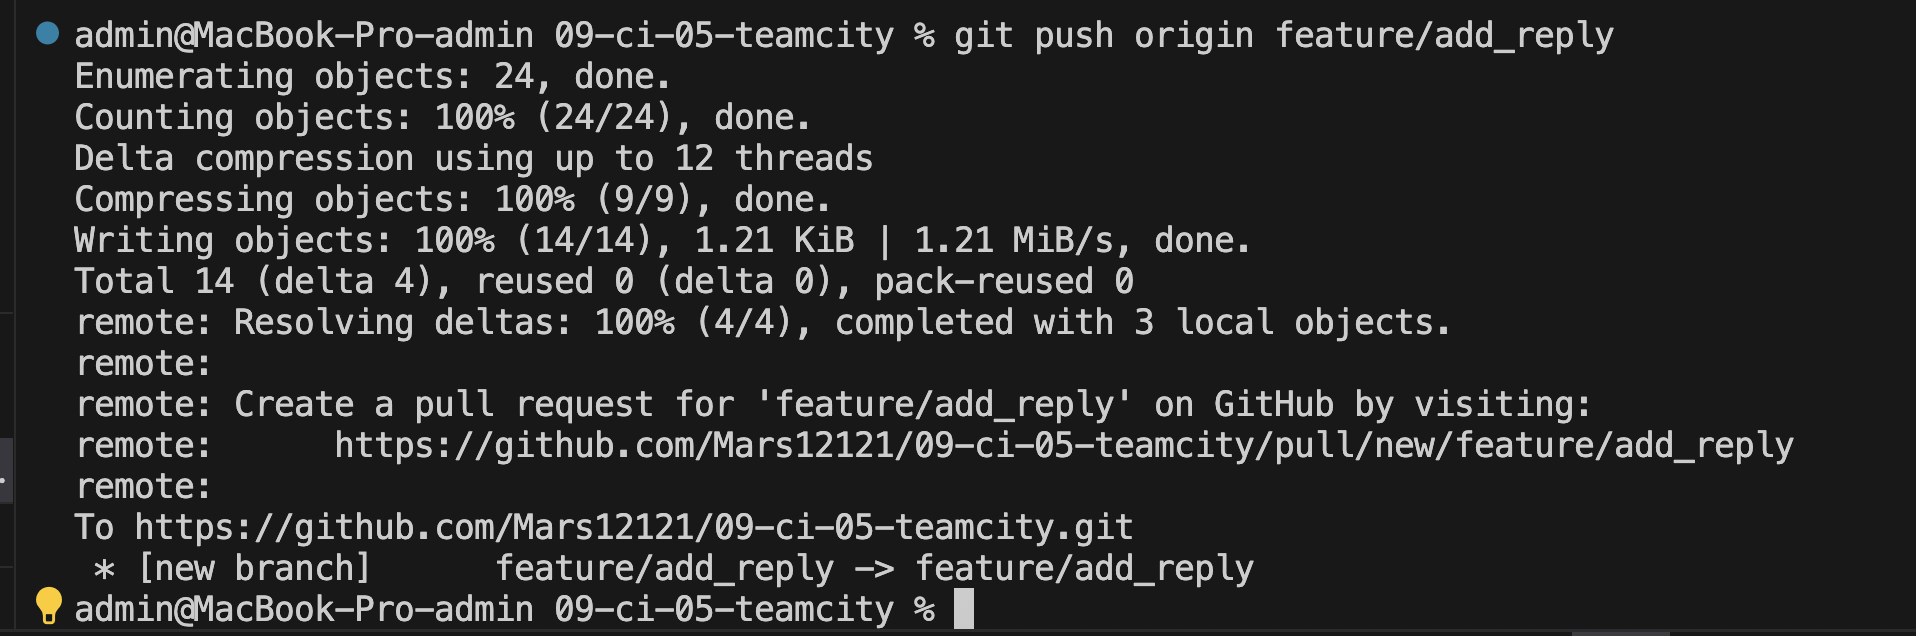 admin@MacBook-Pro-admin 09-ci-05-teamcity % git push origin feature/add_reply
Enumerating objects: 24, done.
Counting objects: 100% (24/24), done.
Delta compression using up to 12 threads
Compressing objects: 100% (9/9), done.
Writing objects: 100% (14/14), 1.21 KiB | 1.21 MiB/s, done.
Total 14 (delta 4), reused 0 (delta 0), pack-reused 0
remote: Resolving deltas: 100% (4/4), completed with 3 local objects.
remote:
remote: Create a pull request for 'feature/add_reply' on GitHub by visiting:
remote:      https://github.com/Mars12121/09-ci-05-teamcity/pull/new/feature/add_reply
remote:
To https://github.com/Mars12121/09-ci-05-teamcity.git
 * [new branch]      feature/add_reply -> feature/add_reply
admin@MacBook-Pro-admin 09-ci-05-teamcity %